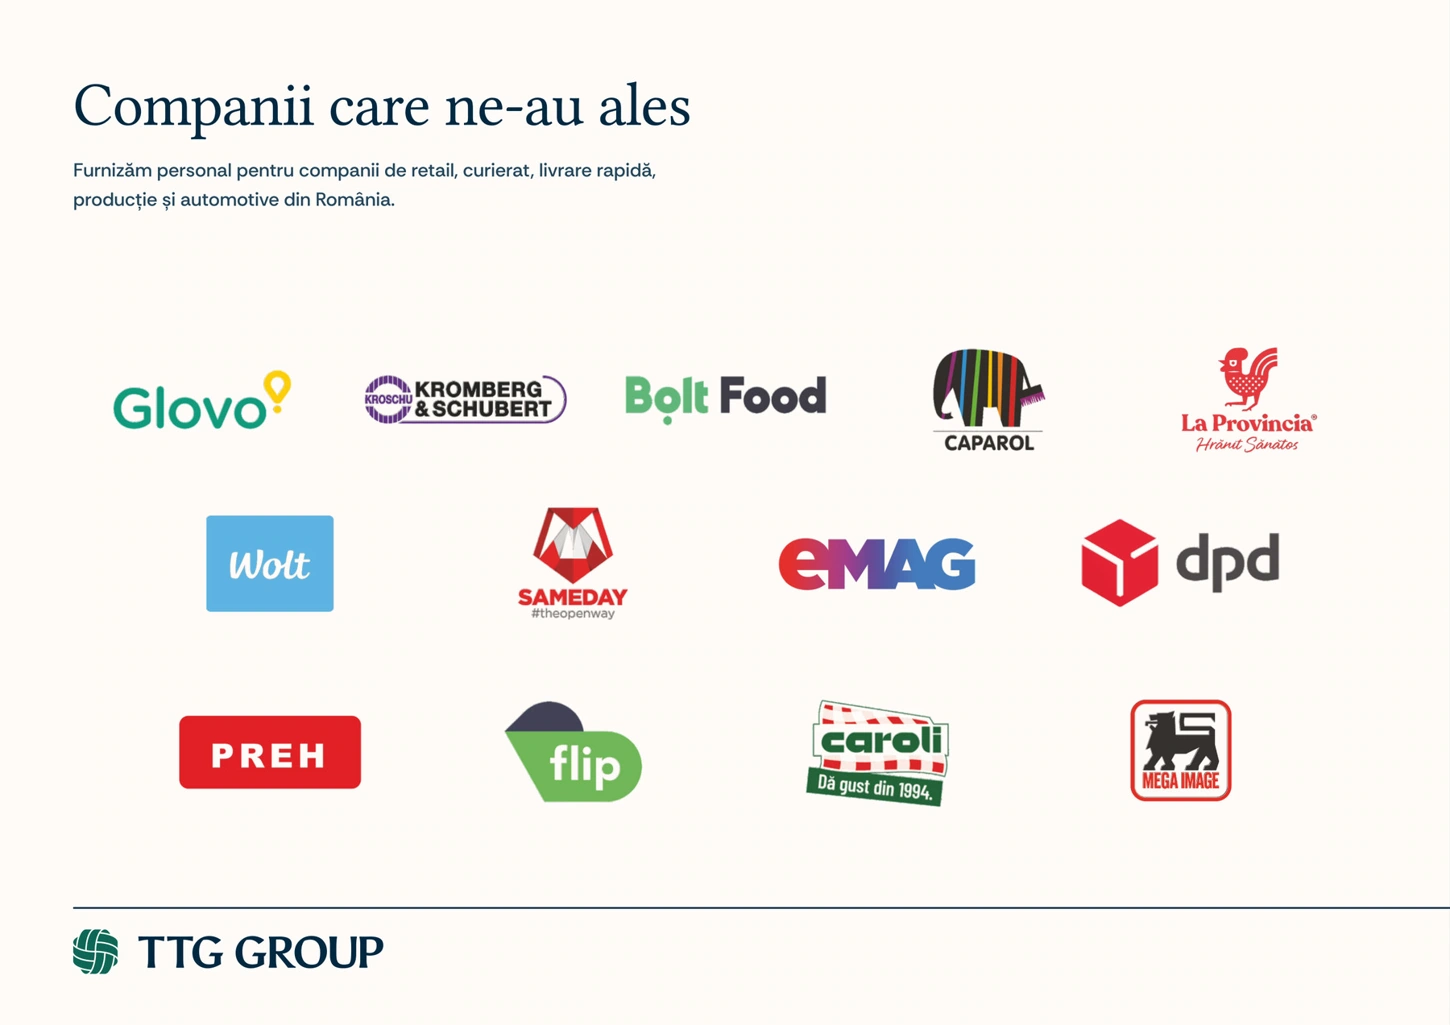 Companii care ne-au ales
Furnizăm personal pentru companii de retail, curierat, livrare rapidă,
producție și automotive din România.
Glovo
KROSCHU
KROMBERG
& SCHUBERT
Bolt Food
CAPAROL
La Provincia®
Hrănit Sănătos
Wolt
SAMEDAY
#theopenway
eMAG
dpd
PREH
flip
caroli
Dă gust din 1994.
MEGA IMAGE
TTG GROUP